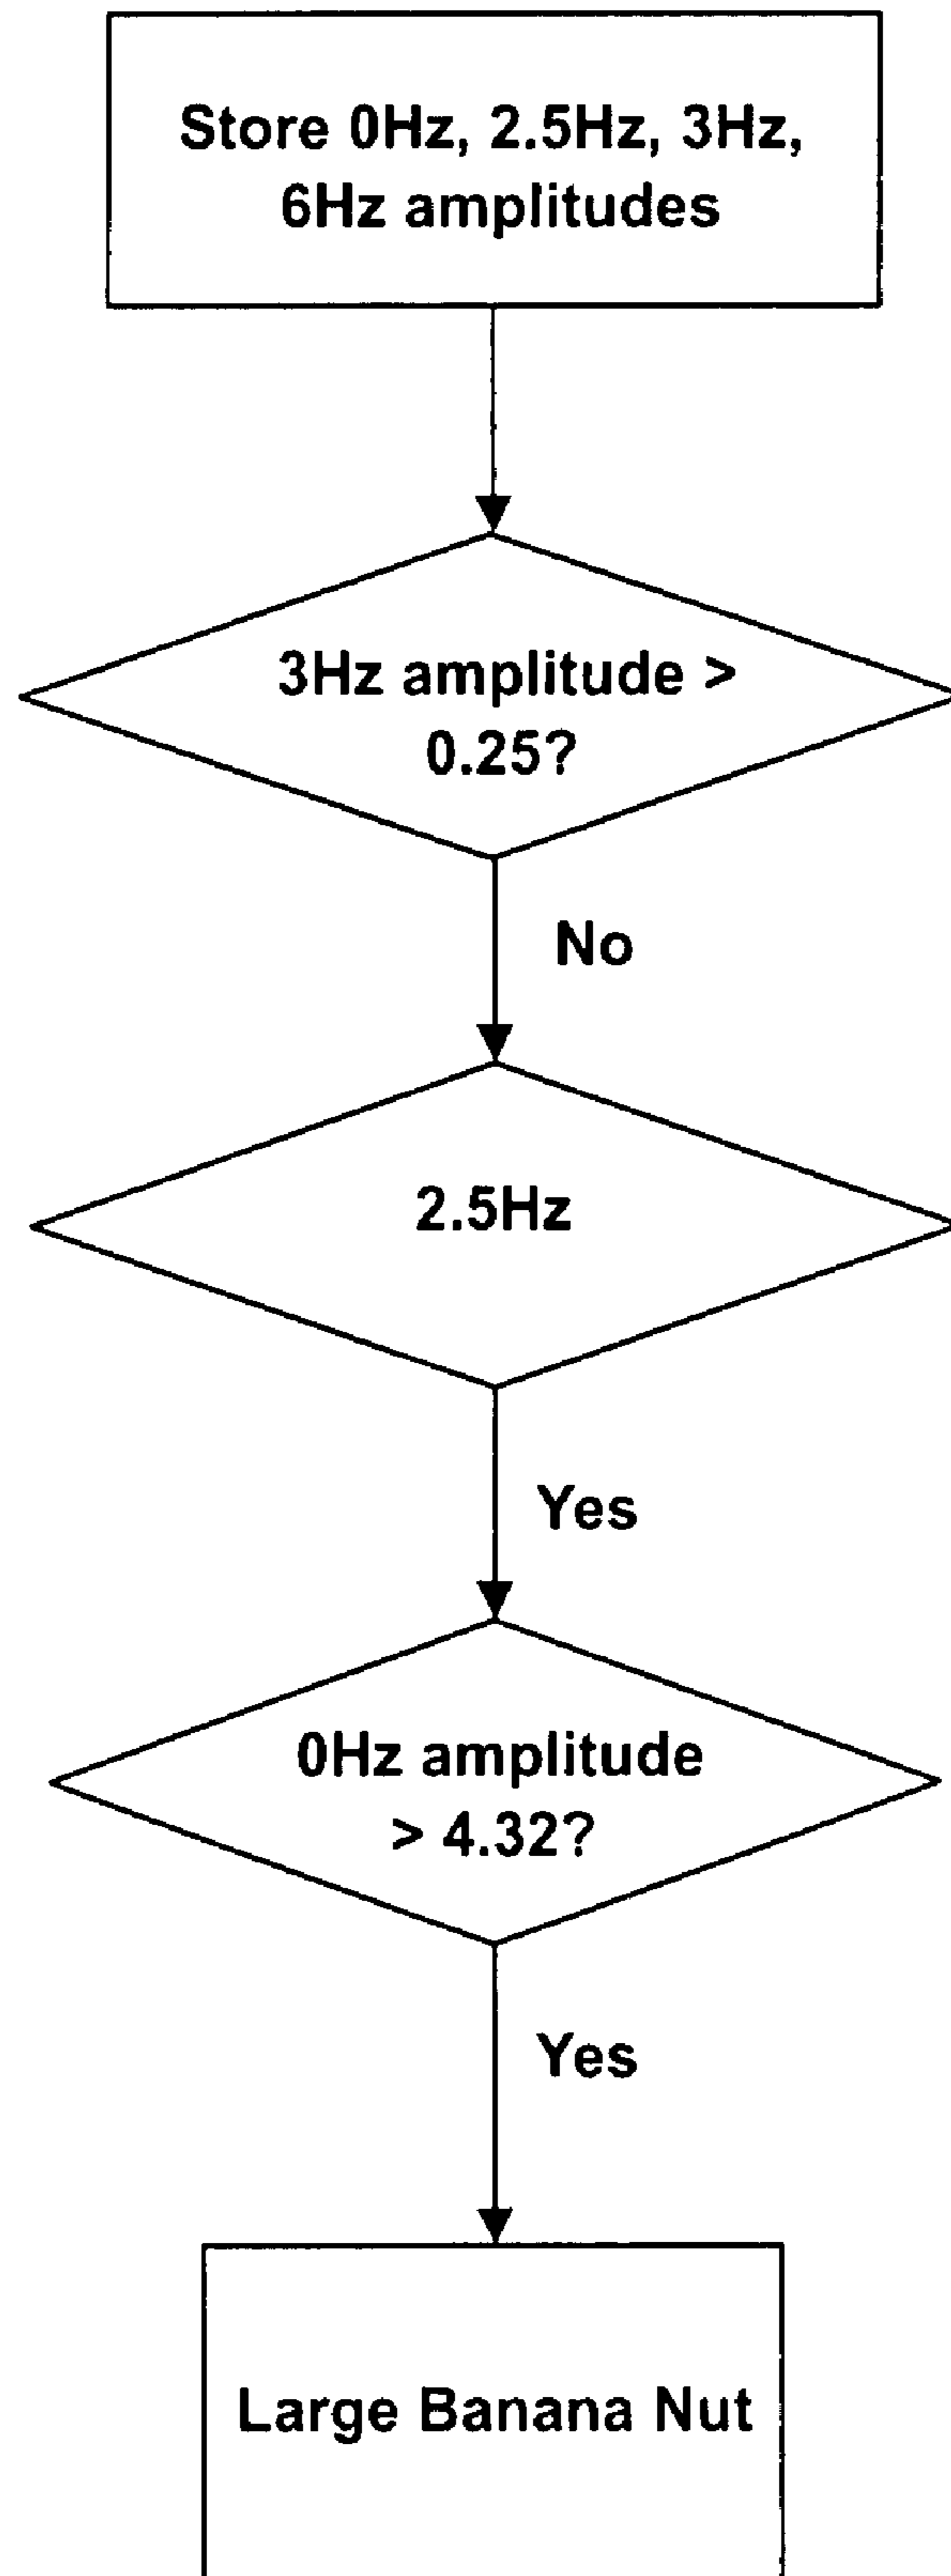 Store 0Hz, 2.5Hz, 3Hz,
6Hz amplitudes
3Hz amplitude >
0.25?
No
2.5Hz
Yes
0Hz amplitude
> 4.32?
Yes
Large Banana Nut